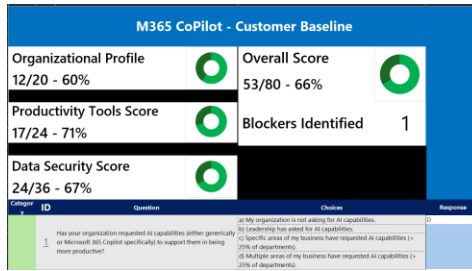 M365 CoPilot - Customer Baseline
Organizational Profile
12/20 - 60%
Overall Score
53/80 - 66%
Productivity Tools Score
17/24 - 71%
Blockers Identified 1
Data Security Score
24/36 - 67%
Categor
y
ID
Question
Choices
Response
1
Has your organization requested AI capabilities (either generically
or Microsoft 365 Copilot specifically) to support them in being
more productive?
a) My organization is not asking for AI capabilities.
b) Leadership has asked for AI capabilities.
c) Specific areas of my business have requested AI capabilities (<
25% of departments).
d) Multiple areas of my business have requested AI capabilities (>
25% of departments).
D